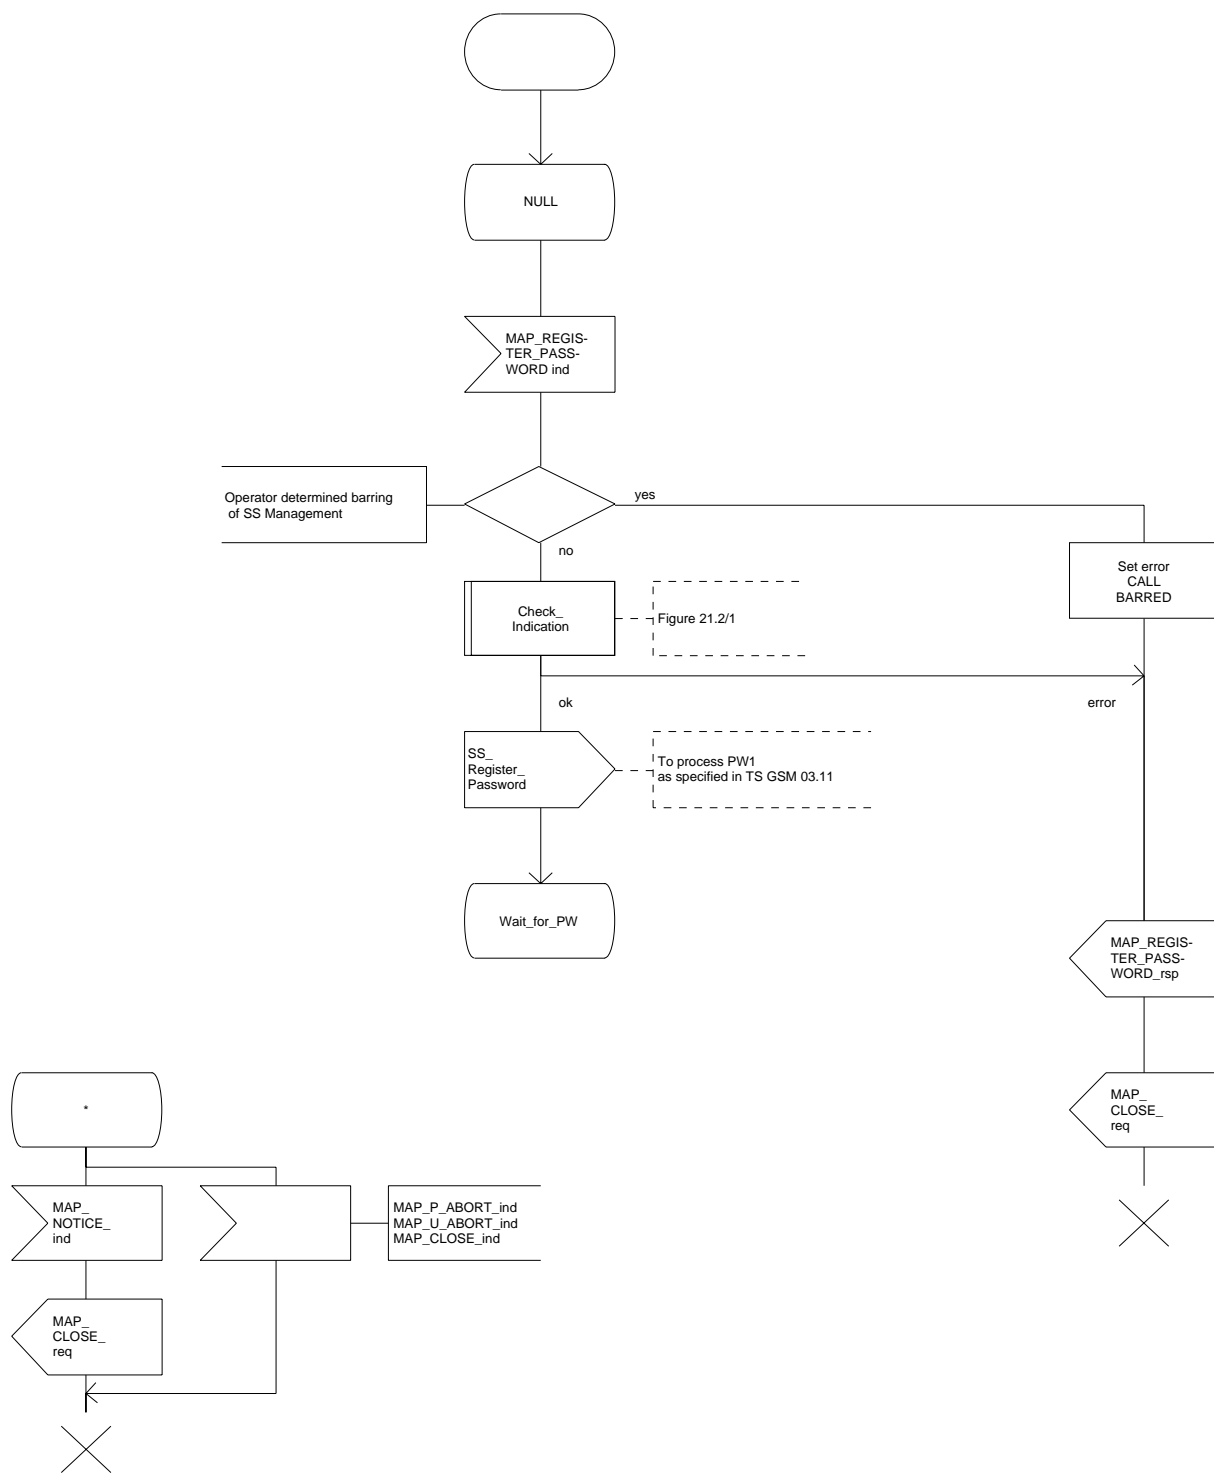 NULL
MAP_REGIS-
TER_PASS-
WORD ind
Operator determined barring
of SS Management
yes
no
Set error
CALL
BARRED
Check_
Indication
Figure 21.2/1
ok
error
SS_
Register_
Password
To process PW1
as specified in TS GSM 03.11
Wait_for_PW
MAP_REGIS-
TER_PASS-
WORD_rsp
MAP_
CLOSE_
req
*
MAP_
NOTICE_
ind
MAP_P_ABORT_ind
MAP_U_ABORT_ind
MAP_CLOSE_ind
MAP_
CLOSE_
req